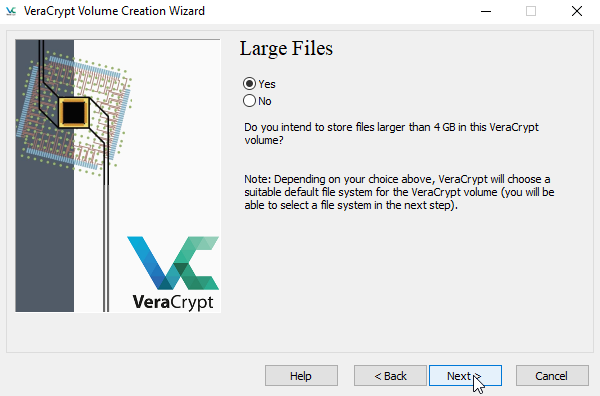 VeraCrypt Volume Creation Wizard
Large Files
Yes
No
Do you intend to store files larger than 4 GB in this VeraCrypt
volume?
Note: Depending on your choice above, VeraCrypt will choose a
suitable default file system for the VeraCrypt volume (you will be
able to select a file system in the next step).
VeraCrypt
Help
< Back
Next >
Cancel